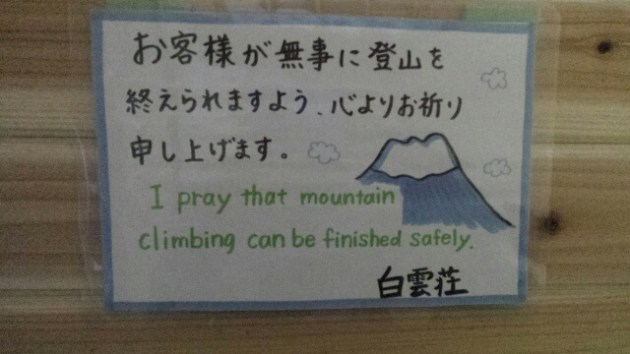 お客様が無事に登山を
終えられますよう、心よりお祈り
申し上げます。
I pray that mountain
climbing can be finished safely.
白雲荘